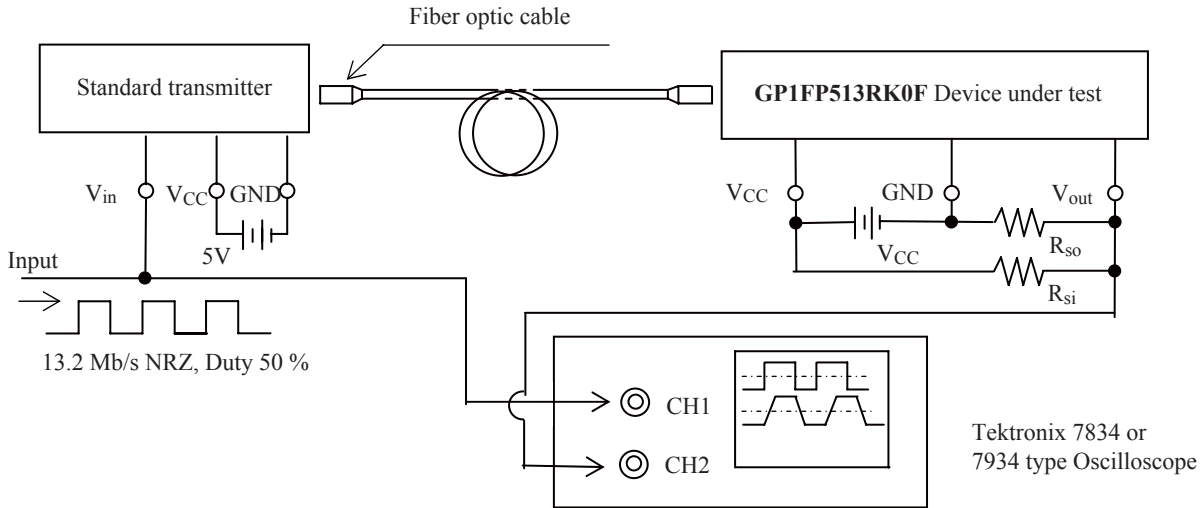 Fiber optic cable
Standard transmitter
GP1FP513RK0F Device under test
Vin
VCC
GND
5V
VCC
GND
Vout
VCC
Rso
Rsi
Input
13.2 Mb/s NRZ, Duty 50 %
CH1
CH2
Tektronix 7834 or
7934 type Oscilloscope